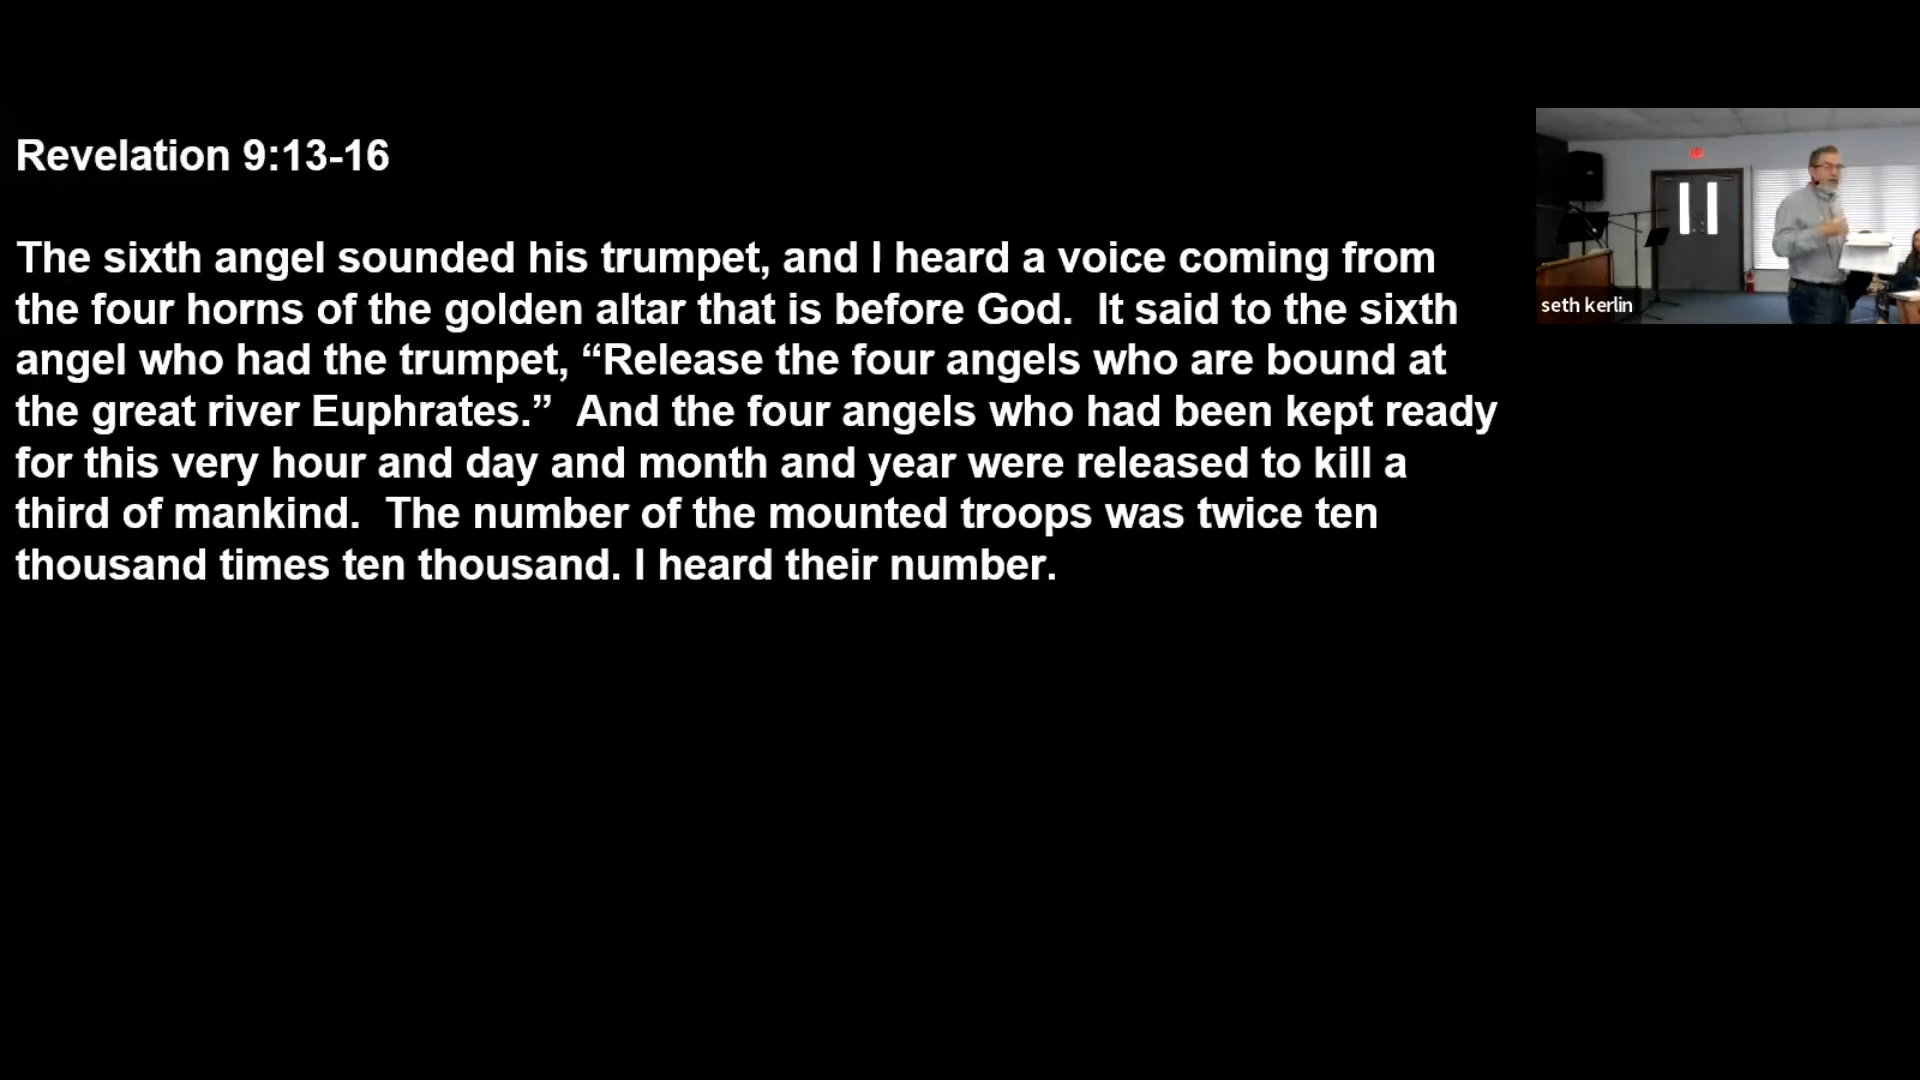 Revelation 9:13-16
The sixth angel sounded his trumpet, and I heard a voice coming from
the four horns of the golden altar that is before God.  It said to the sixth
angel who had the trumpet, “Release the four angels who are bound at
the great river Euphrates.”  And the four angels who had been kept ready
for this very hour and day and month and year were released to kill a
third of mankind.  The number of the mounted troops was twice ten
thousand times ten thousand. I heard their number.
seth kerlin